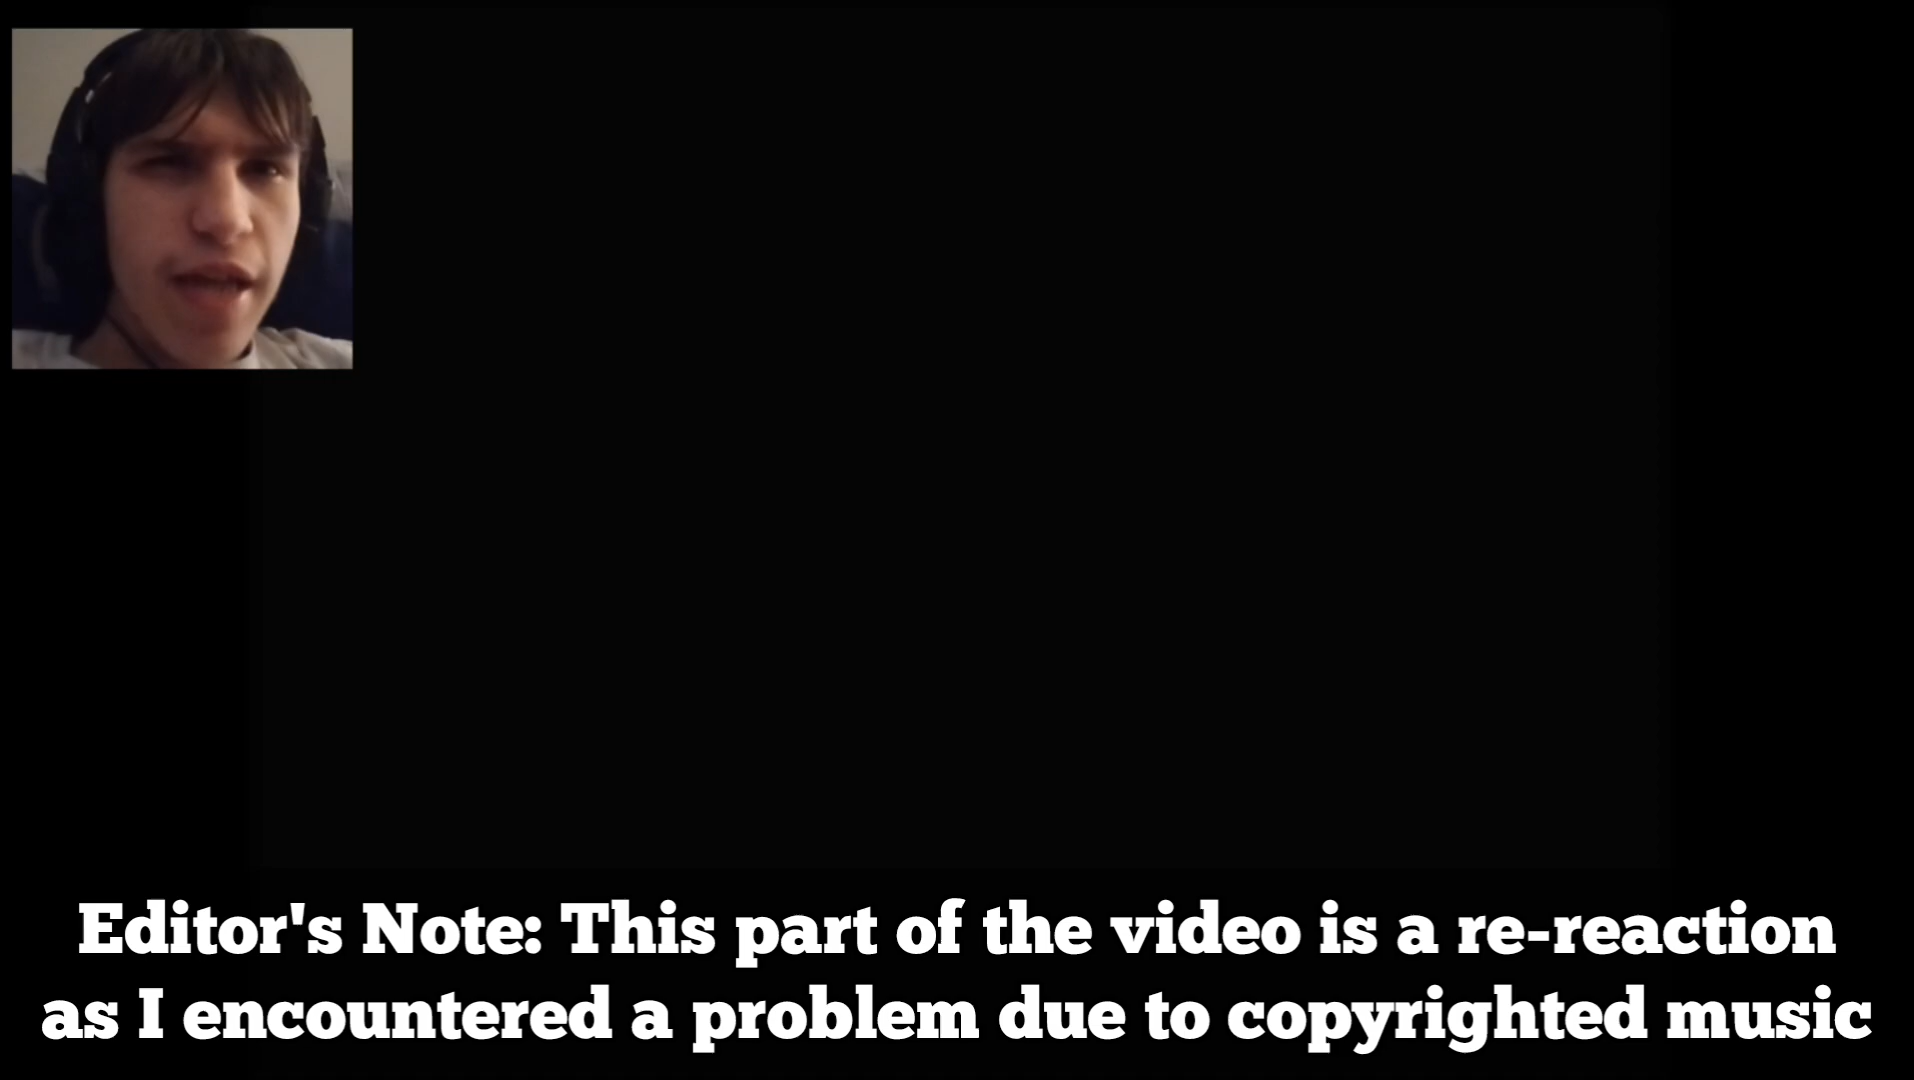 Editor's Note: This part of the video is a re-reaction
as I encountered a problem due to copyrighted music